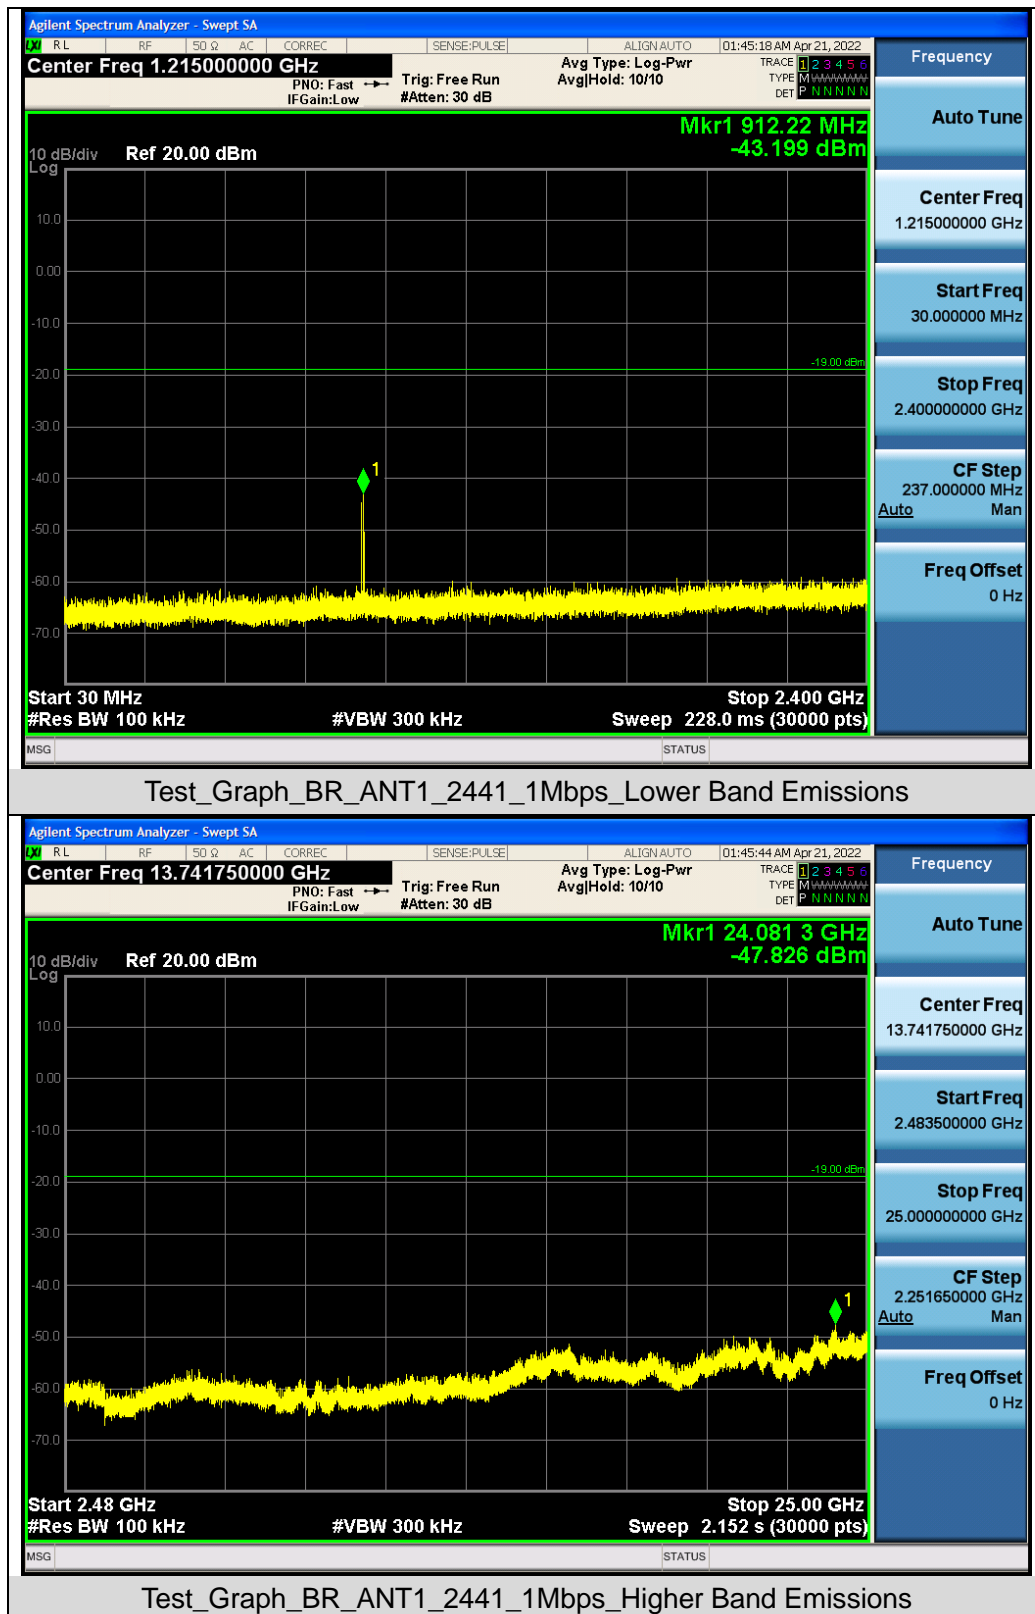 Agilent Spectrum Analyzer - Swept SA
LXI RL RF 50 Ω AC CORREC SENSE:PULSE ALIGN AUTO 01:45:18 AM Apr 21, 2022
Center Freq 1.215000000 GHz
PNO: Fast
IFGain:Low
Trig: Free Run
#Atten: 30 dB
Avg Type: Log-Pwr
Avg|Hold: 10/10
TRACE 1 2 3 4 5 6
TYPE M WWWWW
DET P N N N N N
Mkr1 912.22 MHz
-43.199 dBm
10 dB/div Ref 20.00 dBm
Log
10.0
0.00
-10.0
-19.00 dBm
-20.0
-30.0
-40.0
1
-50.0
-60.0
-70.0
Start 30 MHz Stop 2.400 GHz
#Res BW 100 kHz #VBW 300 kHz Sweep 228.0 ms (30000 pts)
MSG STATUS
Frequency
Auto Tune
Center Freq
1.215000000 GHz
Start Freq
30.000000 MHz
Stop Freq
2.400000000 GHz
CF Step
237.000000 MHz
Auto Man
Freq Offset
0 Hz
Test_Graph_BR_ANT1_2441_1Mbps_Lower Band Emissions
Agilent Spectrum Analyzer - Swept SA
LXI RL RF 50 Ω AC CORREC SENSE:PULSE ALIGN AUTO 01:45:44 AM Apr 21, 2022
Center Freq 13.741750000 GHz
PNO: Fast
IFGain:Low
Trig: Free Run
#Atten: 30 dB
Avg Type: Log-Pwr
Avg|Hold: 10/10
TRACE 1 2 3 4 5 6
TYPE M WWWWW
DET P N N N N N
Mkr1 24.081 3 GHz
-47.826 dBm
10 dB/div Ref 20.00 dBm
Log
10.0
0.00
-10.0
-19.00 dBm
-20.0
-30.0
-40.0
1
-50.0
-60.0
-70.0
Start 2.48 GHz Stop 25.00 GHz
#Res BW 100 kHz #VBW 300 kHz Sweep 2.152 s (30000 pts)
MSG STATUS
Frequency
Auto Tune
Center Freq
13.741750000 GHz
Start Freq
2.483500000 GHz
Stop Freq
25.000000000 GHz
CF Step
2.251650000 GHz
Auto Man
Freq Offset
0 Hz
Test_Graph_BR_ANT1_2441_1Mbps_Higher Band Emissions